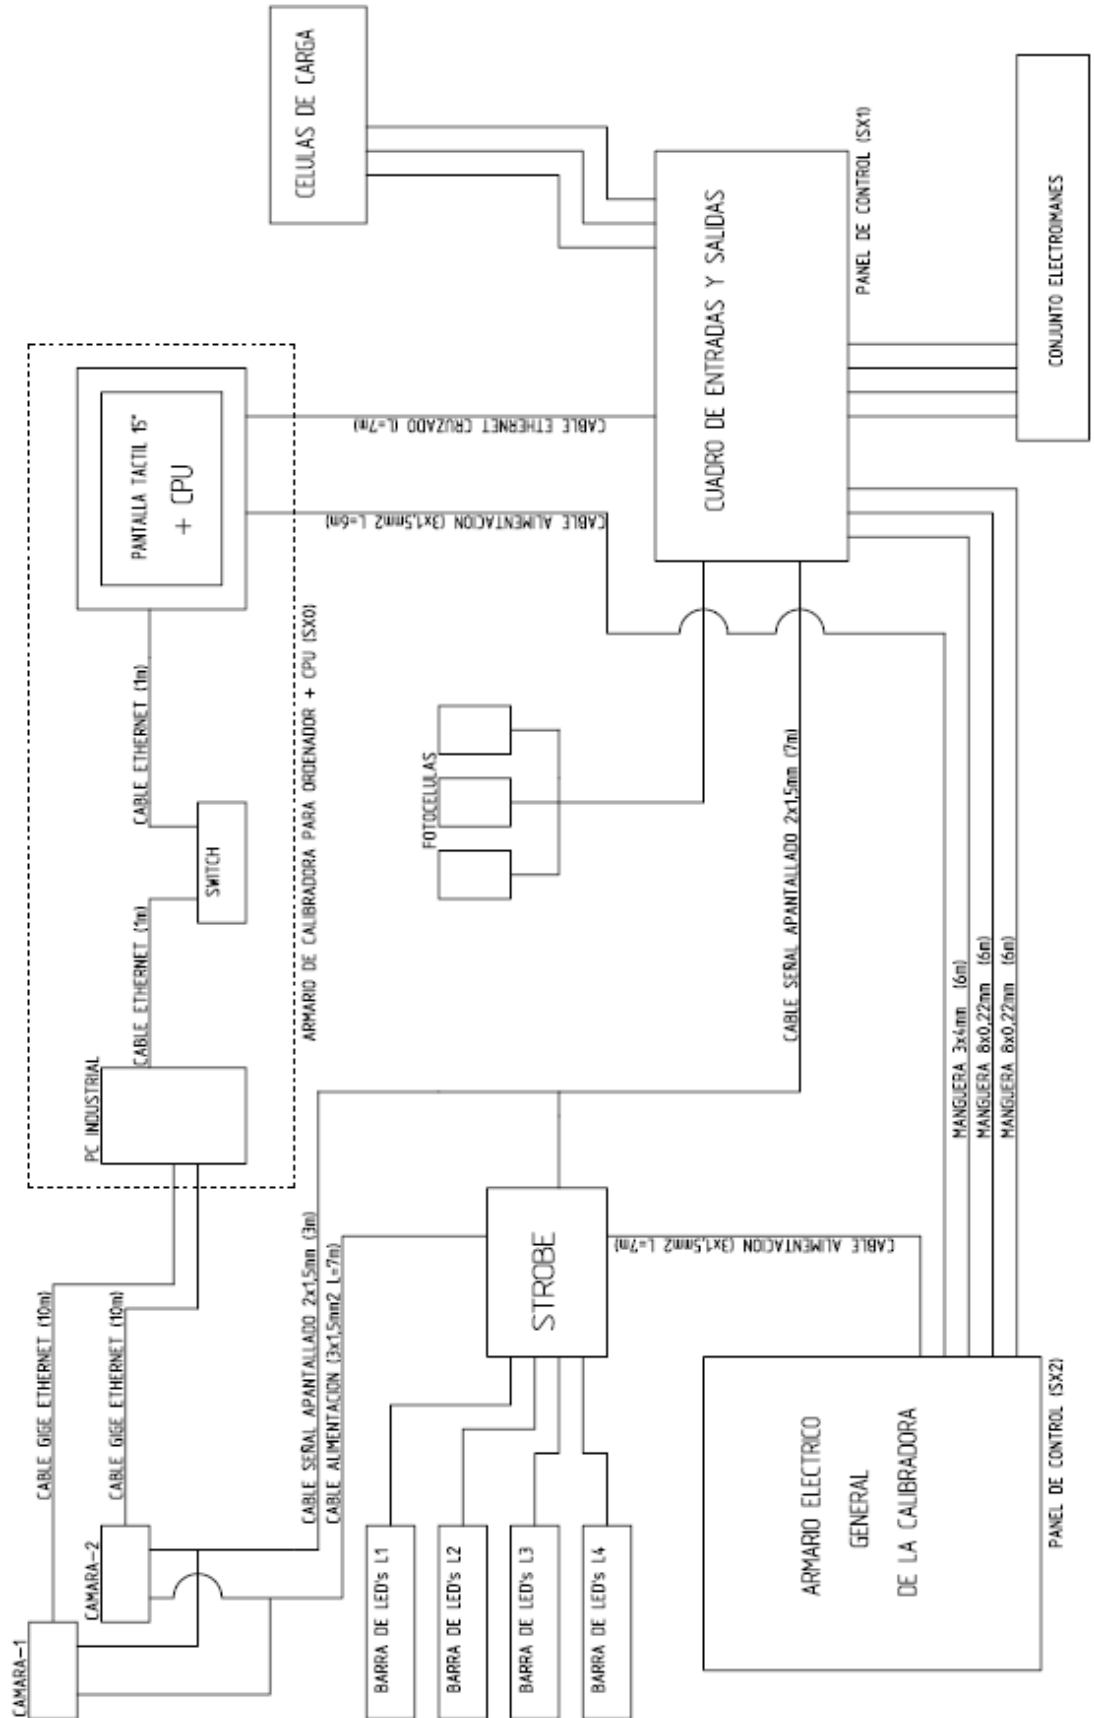 CAMARA-1
CAMARA-2
CABLE GIGE ETHERNET (10m)
CABLE GIGE ETHERNET (10m)
PC INDUSTRIAL
CABLE ETHERNET (1m)
SWITCH
CABLE ETHERNET (1m)
PANTALLA TACTIL 15"
+ CPU
ARMARIO DE CALIBRADORA PARA ORDENADOR + CPU (SX0)
CELULAS DE CARGA
CABLE SEÑAL APANTALLADO 2x1,5mm (3m)
CABLE ALIMENTACION (3x1,5mm2 L=7m)
CABLE ALIMENTACION (3x1,5mm2 L=6m)
CABLE ETHERNET CRUZADO (L=7m)
BARRA DE LED's L1
BARRA DE LED's L2
BARRA DE LED's L3
BARRA DE LED's L4
STROBE
FOTOCELULAS
CUADRO DE ENTRADAS Y SALIDAS
PANEL DE CONTROL (SX1)
CABLE ALIMENTACION (3x1,5mm2 L=7m)
CABLE SEÑAL APANTALLADO 2x1,5mm (7m)
ARMARIO ELECTRICO
GENERAL
DE LA CALIBRADORA
PANEL DE CONTROL (SX2)
MANGUERA 3x4mm (6m)
MANGUERA 8x0,22mm (6m)
MANGUERA 8x0,22mm (6m)
CONJUNTO ELECTROIMANES